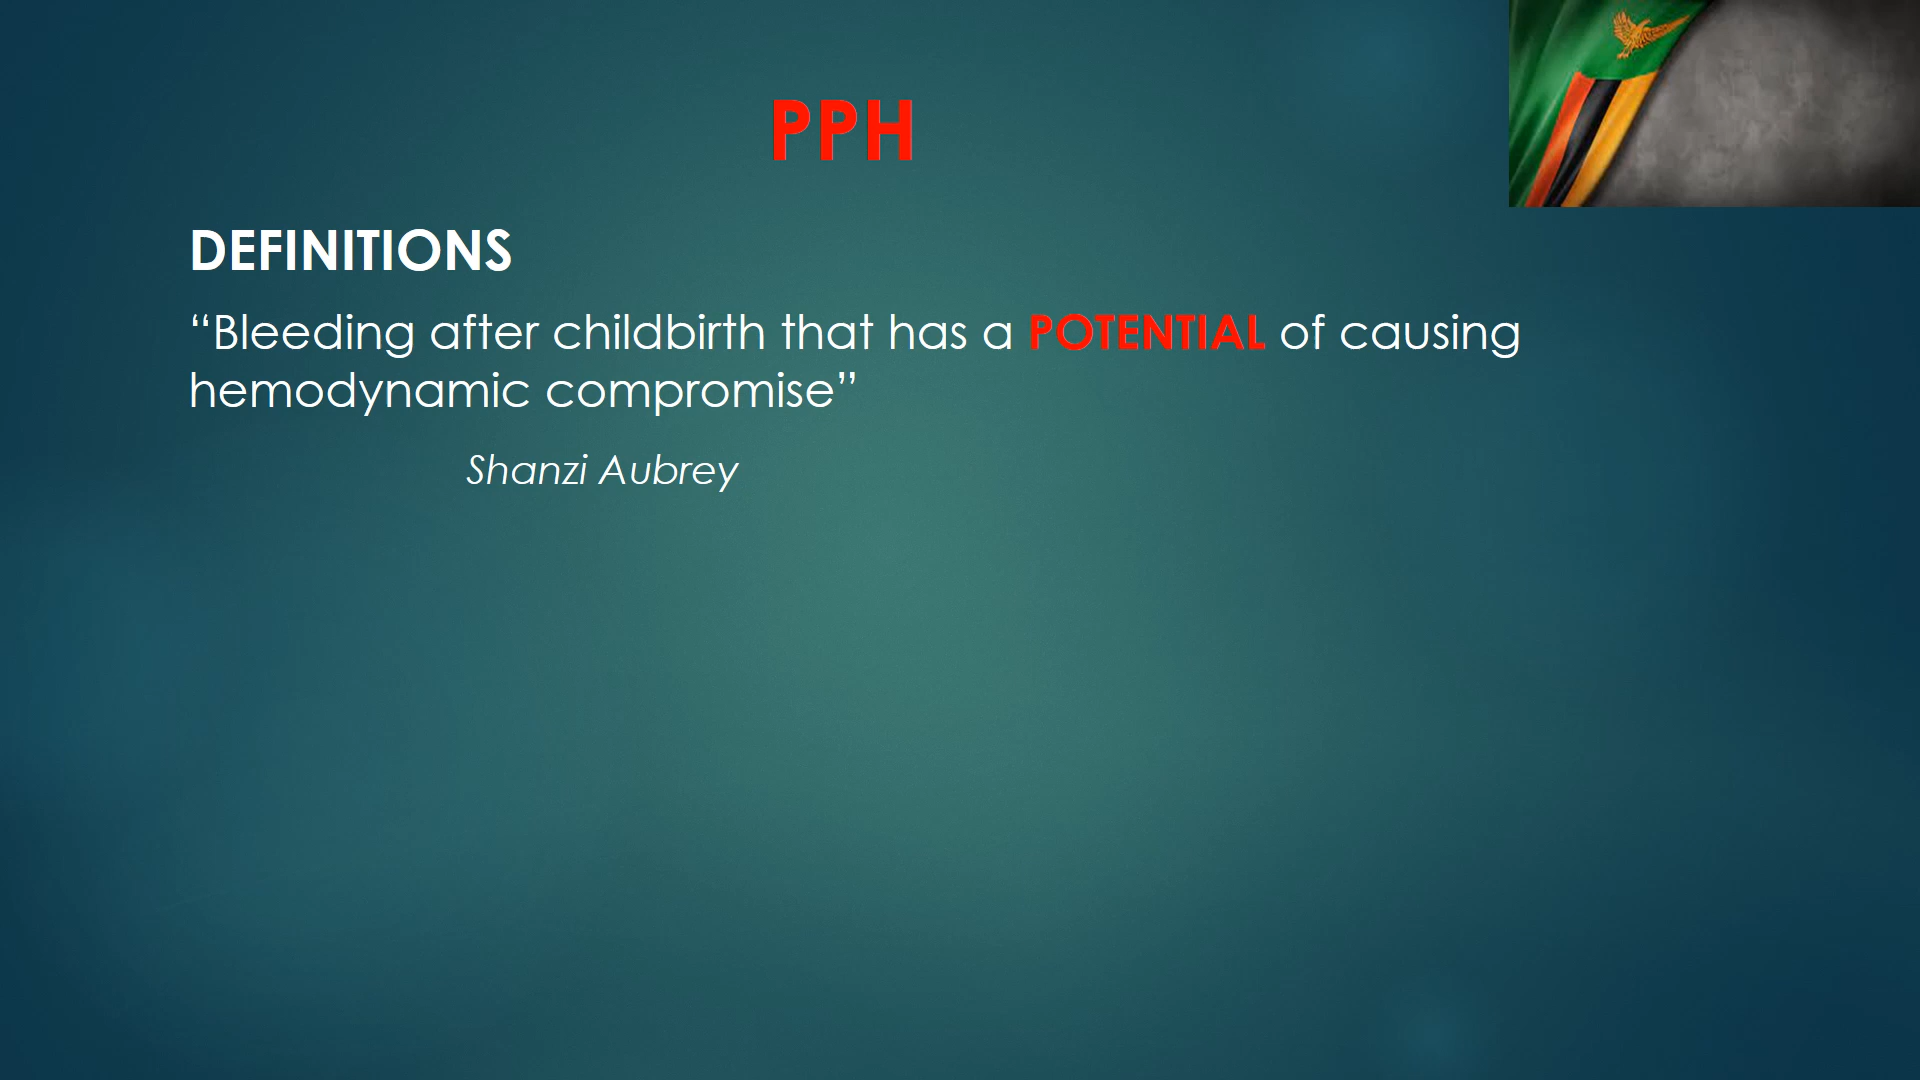 PPH
DEFINITIONS
“Bleeding after childbirth that has a POTENTIAL of causing
hemodynamic compromise”
Shanzi Aubrey